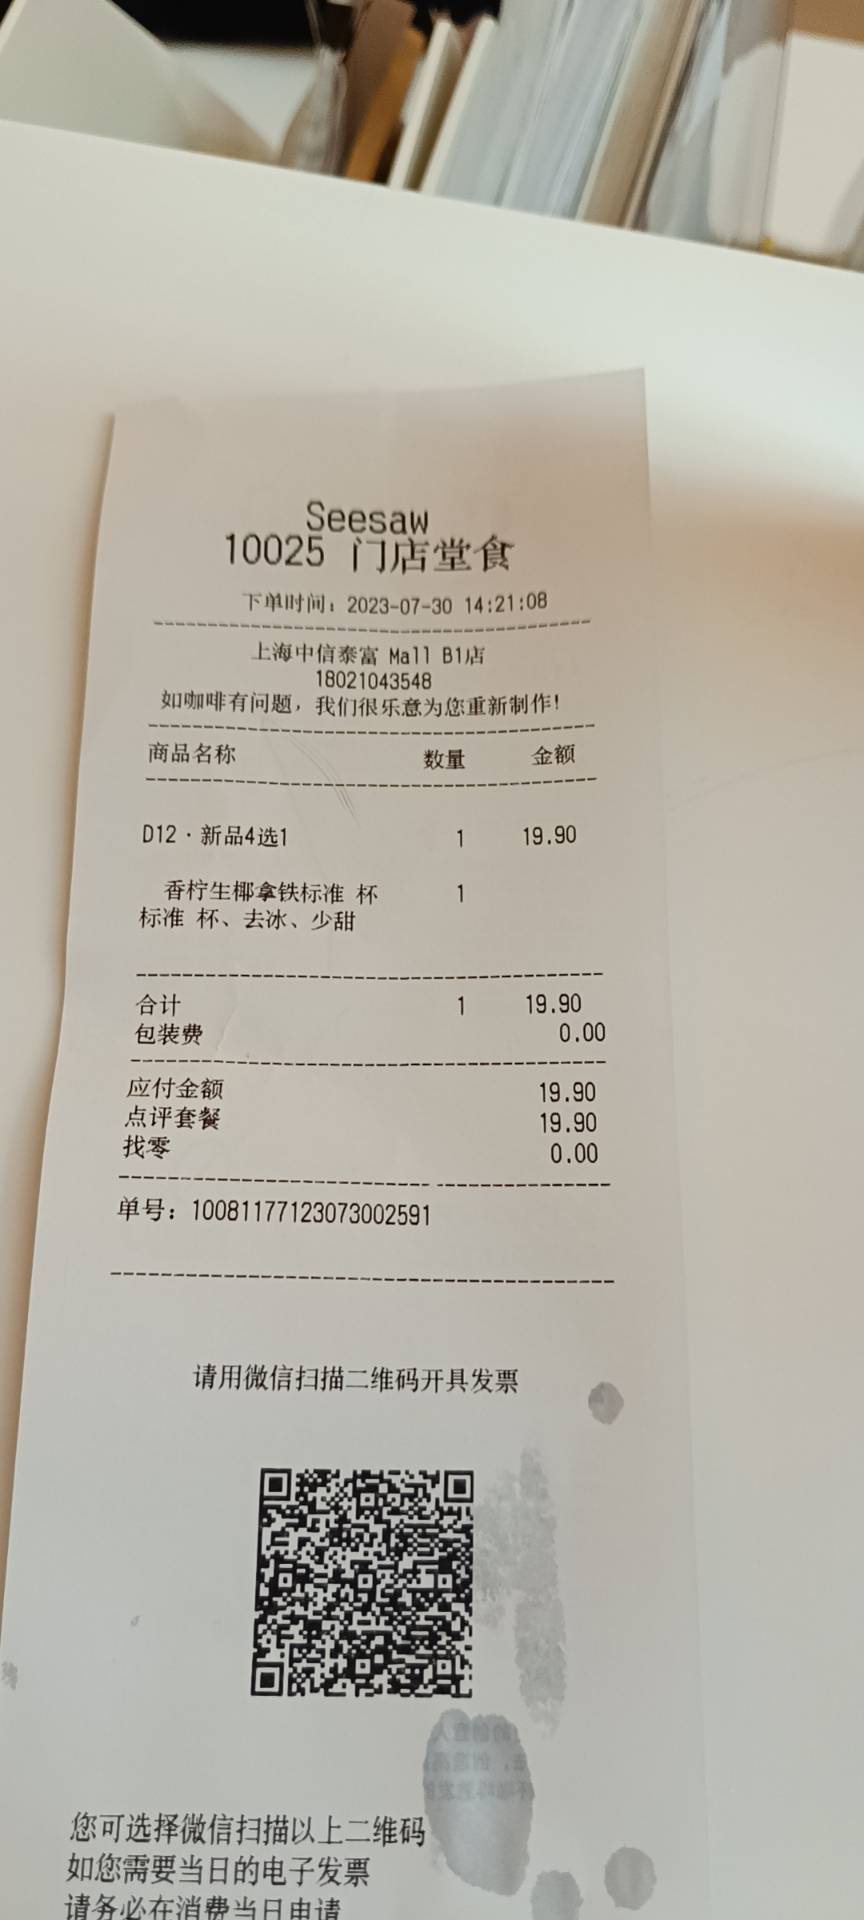 Seesaw
10025 门店堂食
下单时间：2023-07-30 14:21:08
上海中信泰富 Mall B1店
18021043548
如咖啡有问题，我们很乐意为您重新制作！
商品名称 数量 金额
D12·新品4选1 1 19.90
香柠生椰拿铁标准 杯 1
标准 杯、去冰、少甜
合计 1 19.90
包装费 0.00
应付金额 19.90
点评套餐 19.90
找零 0.00
单号：10081177123073002591
请用微信扫描二维码开具发票
您可选择微信扫描以上二维码
如您需要当日的电子发票
请务必在消费当日申请